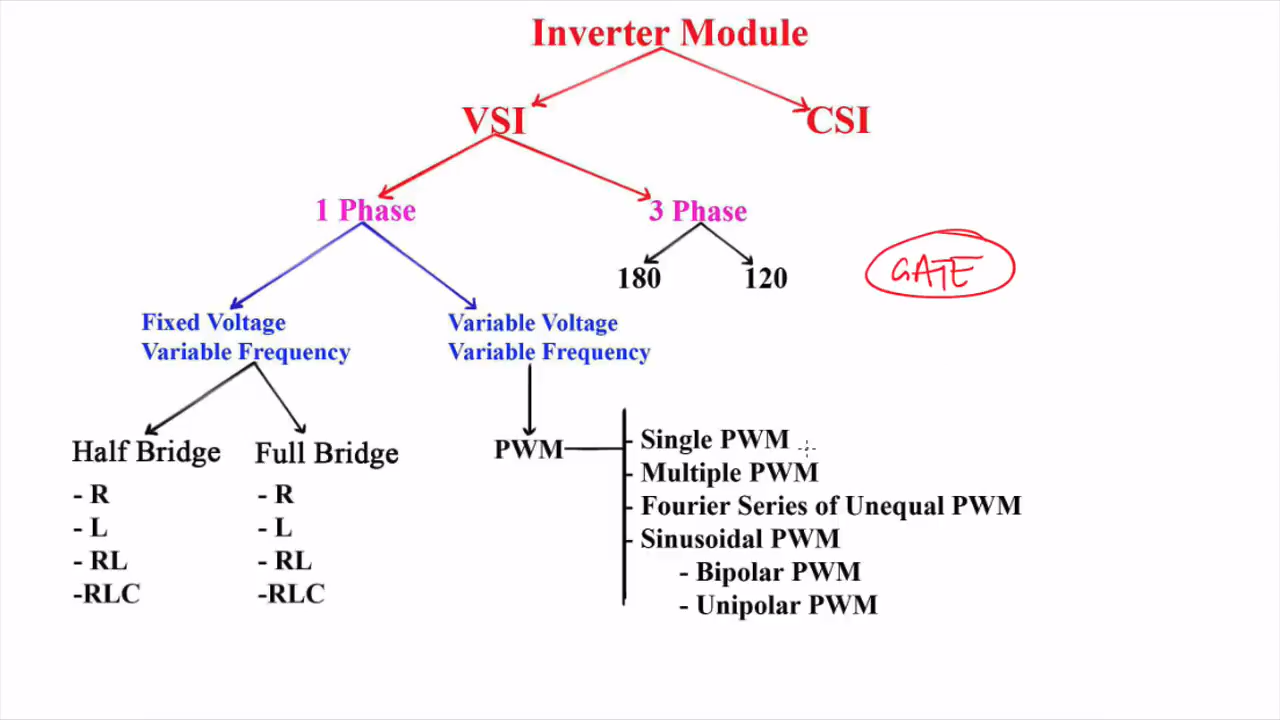 Inverter Module
VSI
CSI
1 Phase
3 Phase
180
120
GATE
Fixed Voltage
Variable Frequency
Variable Voltage
Variable Frequency
Half Bridge
- R
- L
- RL
-RLC
Full Bridge
- R
- L
- RL
-RLC
PWM
- Single PWM
- Multiple PWM
- Fourier Series of Unequal PWM
- Sinusoidal PWM
- Bipolar PWM
- Unipolar PWM